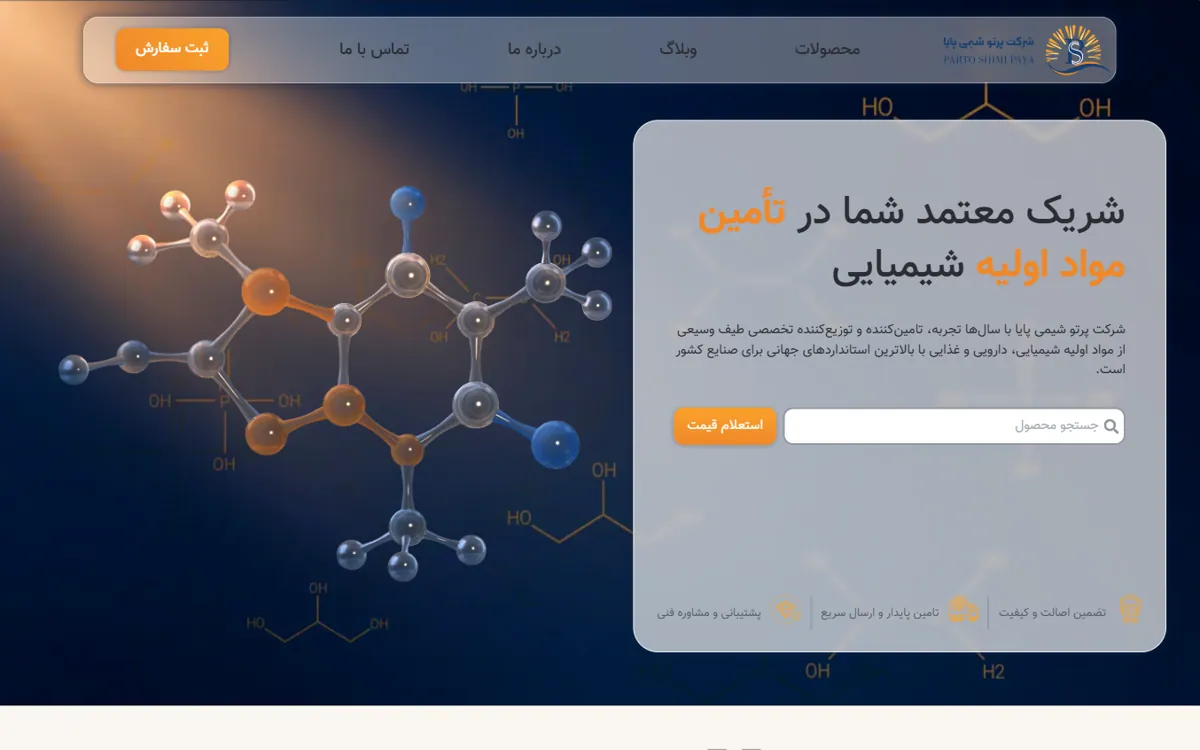 شرکت پرتو شیمی پایا
PARTO SHIMI PAYA
محصولات
وبلاگ
درباره ما
تماس با ما
ثبت سفارش
OH P OH
OH
HO OH
شریک معتمد شما در تأمین
مواد اولیه شیمیایی
شرکت پرتو شیمی پایا با سال‌ها تجربه، تامین‌کننده و توزیع‌کننده تخصصی طیف وسیعی
از مواد اولیه شیمیایی، دارویی و غذایی با بالاترین استانداردهای جهانی برای صنایع کشور
است.
جستجو محصول
استعلام قیمت
تضمین اصالت و کیفیت
تامین پایدار و ارسال سریع
پشتیبانی و مشاوره فنی
H2 OH
OH H2
OH P OH
OH
OH
HO
OH
HO OH
OH H2